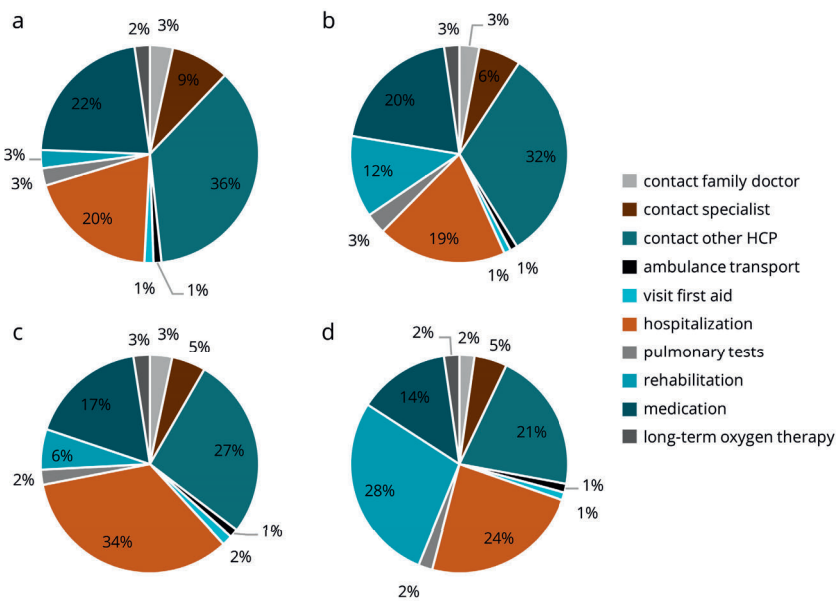 a
2%
3%
9%
36%
1%
1%
20%
3%
3%
22%
b
3%
3%
6%
32%
1%
1%
19%
3%
12%
20%
contact family doctor
contact specialist
contact other HCP
ambulance transport
visit first aid
hospitalization
pulmonary tests
rehabilitation
medication
long-term oxygen therapy
c
3%
3%
5%
27%
1%
2%
34%
2%
6%
17%
d
2%
2%
5%
21%
1%
1%
24%
2%
28%
14%